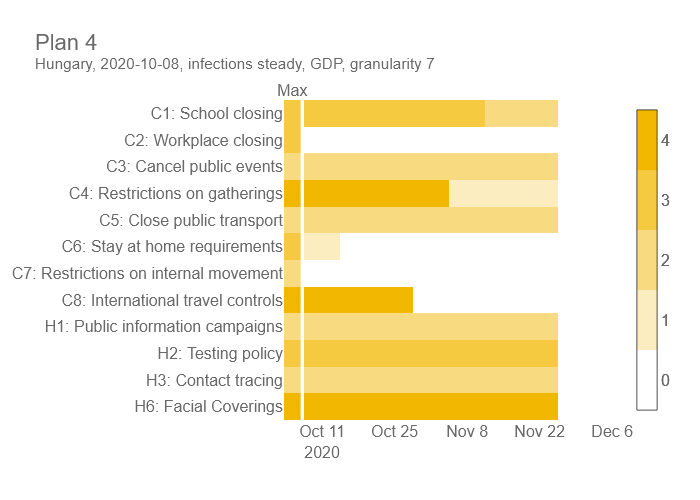 Plan 4
Hungary, 2020-10-08, infections steady, GDP, granularity 7
Max
C1: School closing
C2: Workplace closing
C3: Cancel public events
C4: Restrictions on gatherings
C5: Close public transport
C6: Stay at home requirements
C7: Restrictions on internal movement
C8: International travel controls
H1: Public information campaigns
H2: Testing policy
H3: Contact tracing
H6: Facial Coverings
4
3
2
1
0
Oct 11 Oct 25 Nov 8 Nov 22 Dec 6
2020